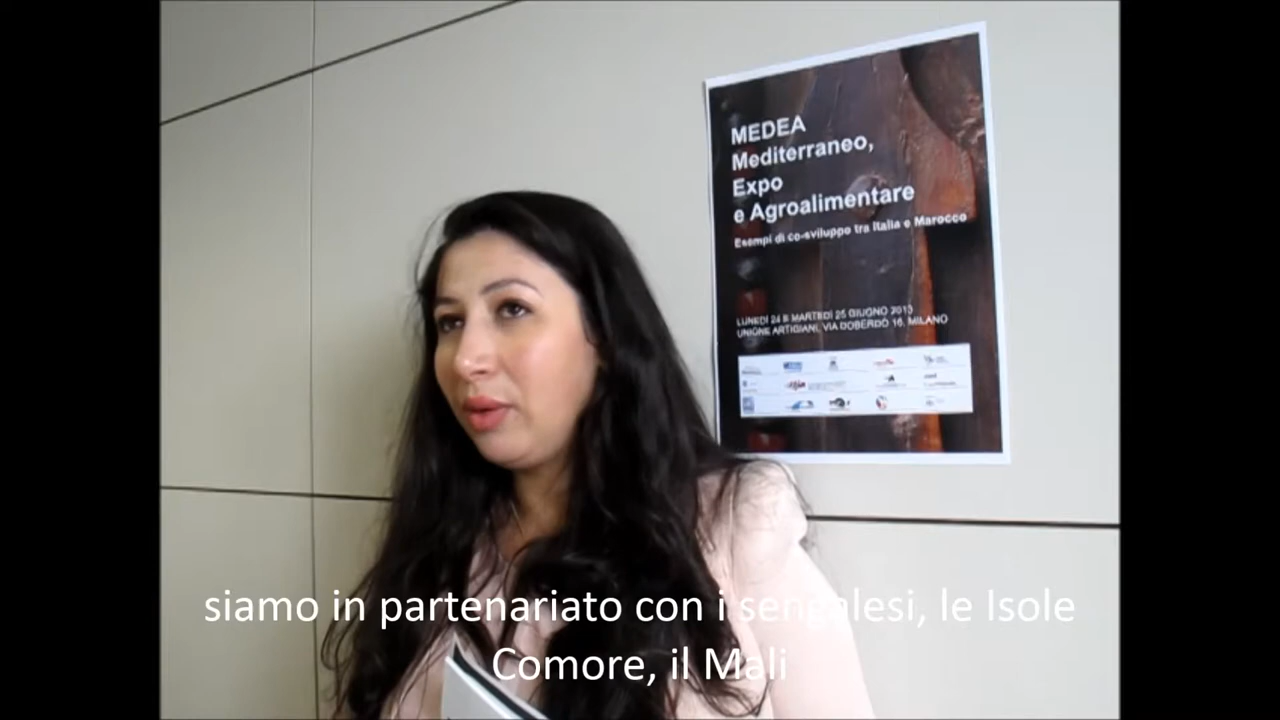 MEDEA
Mediterraneo,
Expo
e Agroalimentare
Esempi di co-sviluppo tra Italia e Marocco
LUNEDÌ 24 E MARTEDÌ 25 GIUGNO 2013
UNIONE ARTIGIANI, VIA DOBERDÒ 16, MILANO
siamo in partenariato con i sengalesi, le Isole
Comore, il Mali